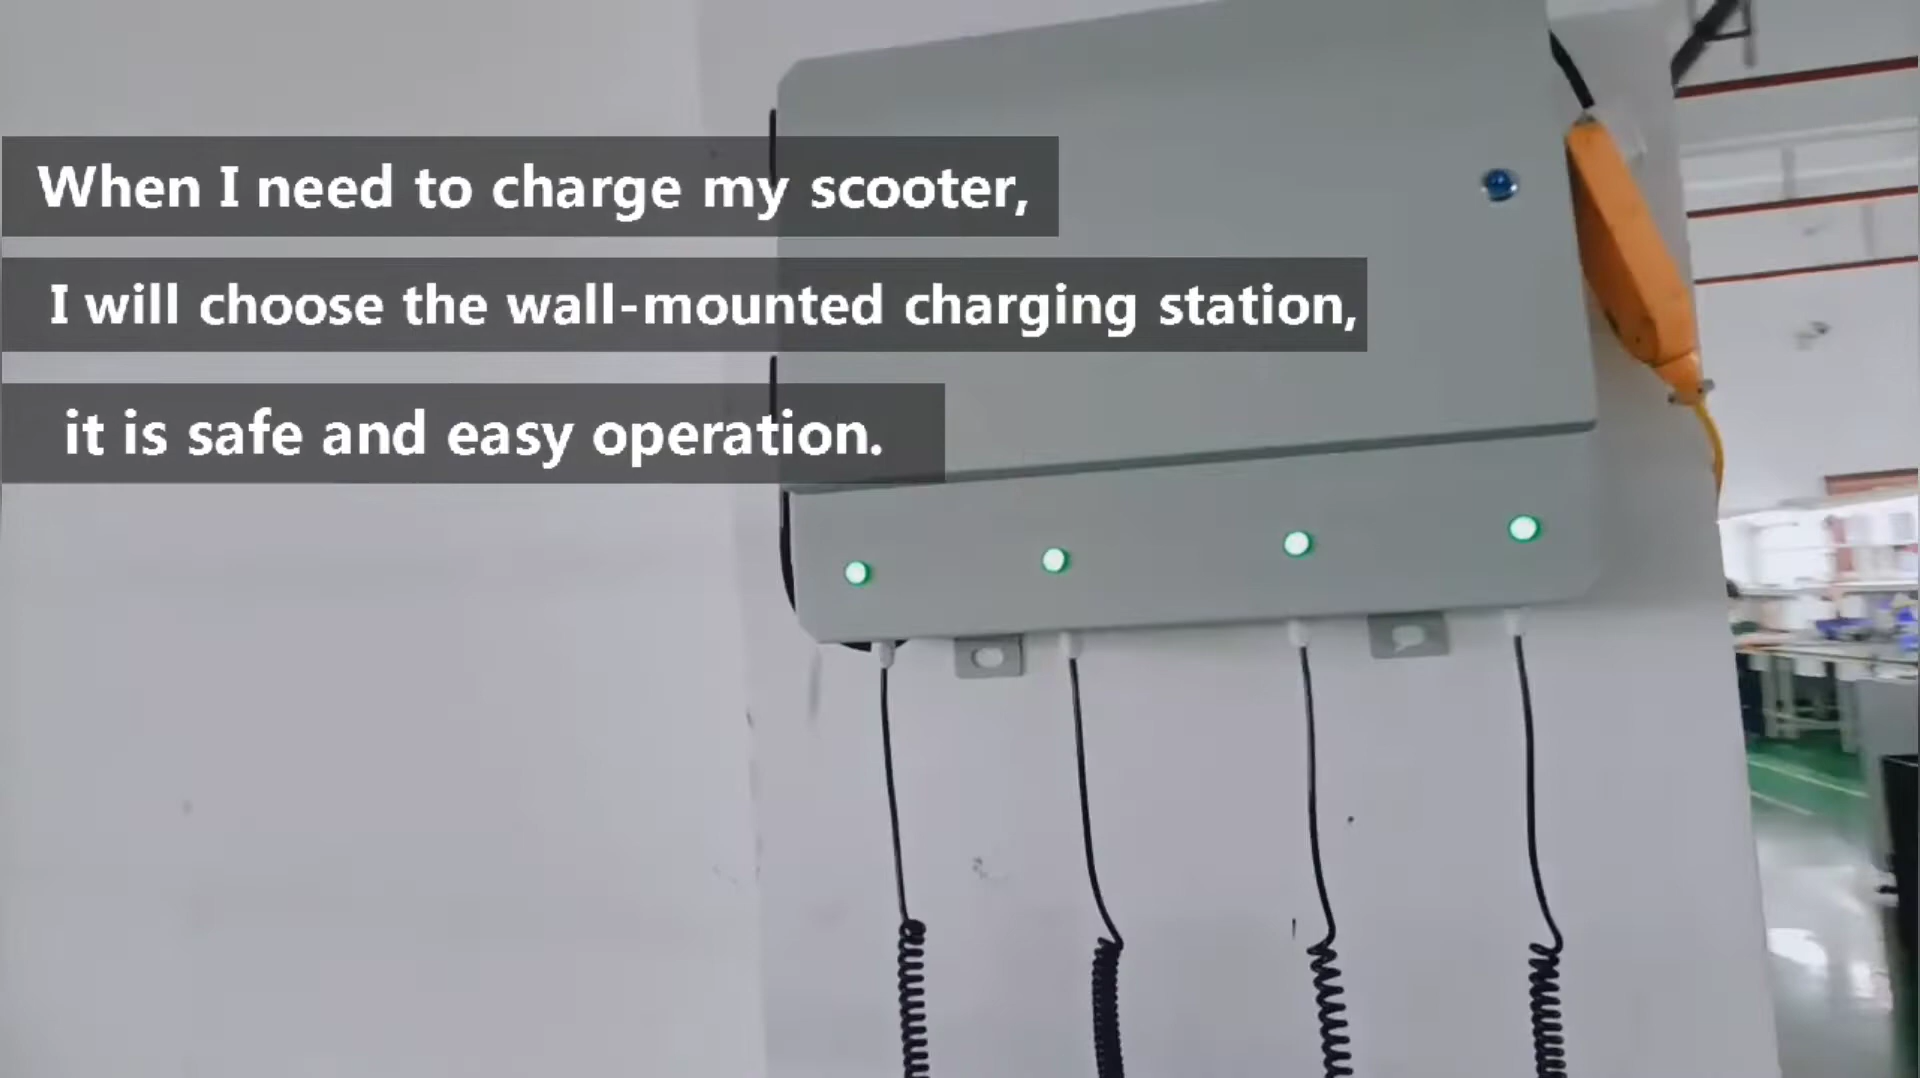 When I need to charge my scooter,
I will choose the wall-mounted charging station,
it is safe and easy operation.